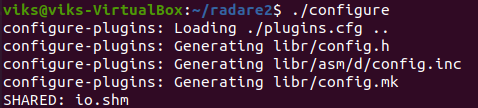 viks@viks-VirtualBox:~/radare2$ ./configure
configure-plugins: Loading ./plugins.cfg ..
configure-plugins: Generating libr/config.h
configure-plugins: Generating libr/asm/d/config.inc
configure-plugins: Generating libr/config.mk
SHARED: io.shm